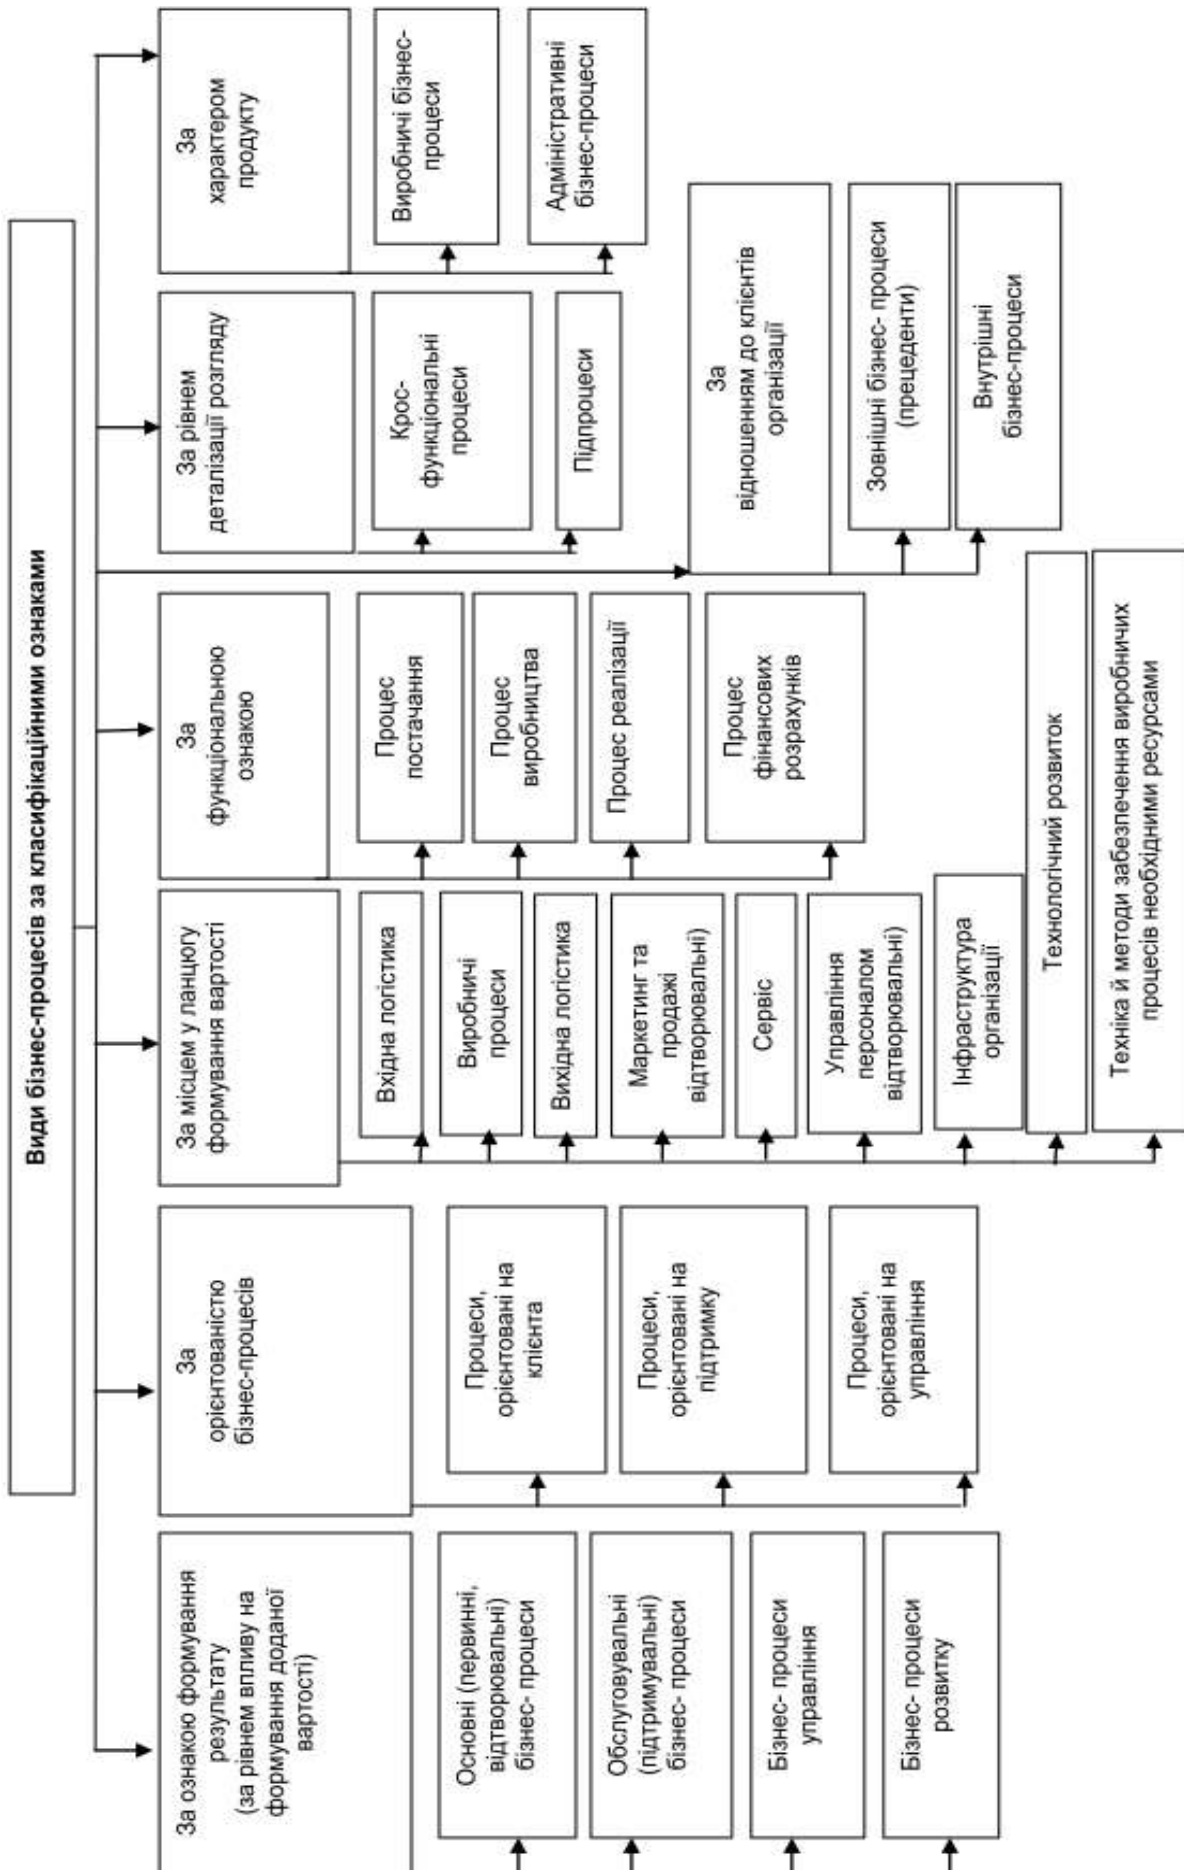 Види бізнес-процесів за класифікаційними ознаками
За ознакою формування
результату
(за рівнем впливу на
формування доданої
вартості)
Основні (первинні,
відтворювальні)
бізнес- процеси
Обслуговувальні
(підтримувальні)
бізнес- процеси
Бізнес- процеси
управління
Бізнес- процеси
розвитку
За
орієнтованістю
бізнес-процесів
Процеси,
орієнтовані на
клієнта
Процеси,
орієнтовані на
підтримку
Процеси,
орієнтовані на
управління
За місцем у ланцюгу
формування вартості
Вхідна логістика
Виробничі
процеси
Вихідна логістика
Маркетинг та
продажі
відтворювальні)
Сервіс
Управління
персоналом
відтворювальні)
Інфраструктура
організації
Технологічний розвиток
Техніка й методи забезпечення виробничих
процесів необхідними ресурсами
За
функціональною
ознакою
Процес
постачання
Процес
виробництва
Процес реалізації
Процес
фінансових
розрахунків
За рівнем
деталізації розгляду
Крос-
функціональні
процеси
Підпроцеси
За
відношенням до клієнтів
організації
Зовнішні бізнес- процеси
(прецеденти)
Внутрішні
бізнес-процеси
За
характером
продукту
Виробничі бізнес-
процеси
Адміністративні
бізнес-процеси